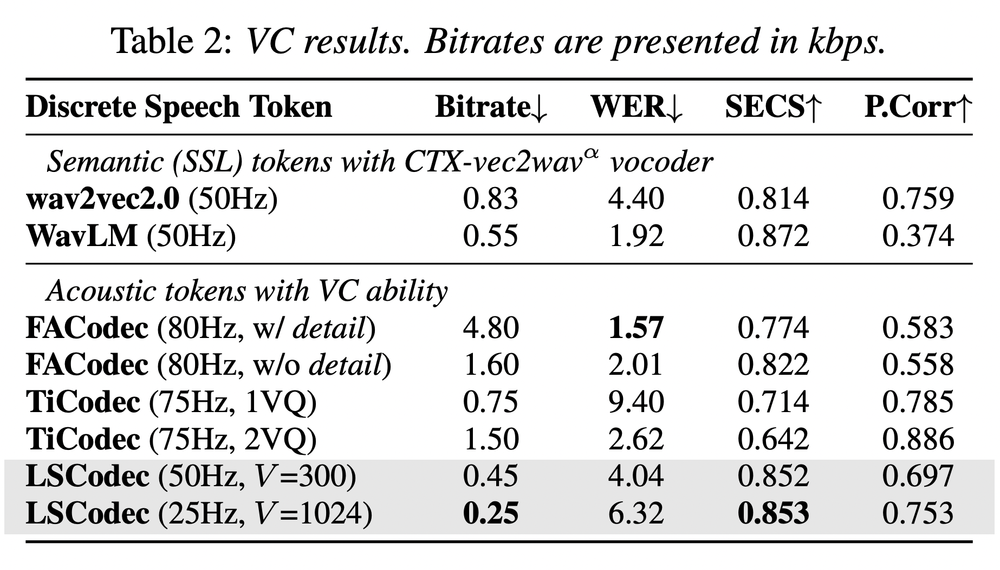 Table 2: VC results. Bitrates are presented in kbps.
Discrete Speech Token Bitrate↓ WER↓ SECS↑ P.Corr↑
Semantic (SSL) tokens with CTX-vec2wavᵅ vocoder
wav2vec2.0 (50Hz) 0.83 4.40 0.814 0.759
WavLM (50Hz) 0.55 1.92 0.872 0.374
Acoustic tokens with VC ability
FACodec (80Hz, w/ detail) 4.80 1.57 0.774 0.583
FACodec (80Hz, w/o detail) 1.60 2.01 0.822 0.558
TiCodec (75Hz, 1VQ) 0.75 9.40 0.714 0.785
TiCodec (75Hz, 2VQ) 1.50 2.62 0.642 0.886
LSCodec (50Hz, V=300) 0.45 4.04 0.852 0.697
LSCodec (25Hz, V=1024) 0.25 6.32 0.853 0.753